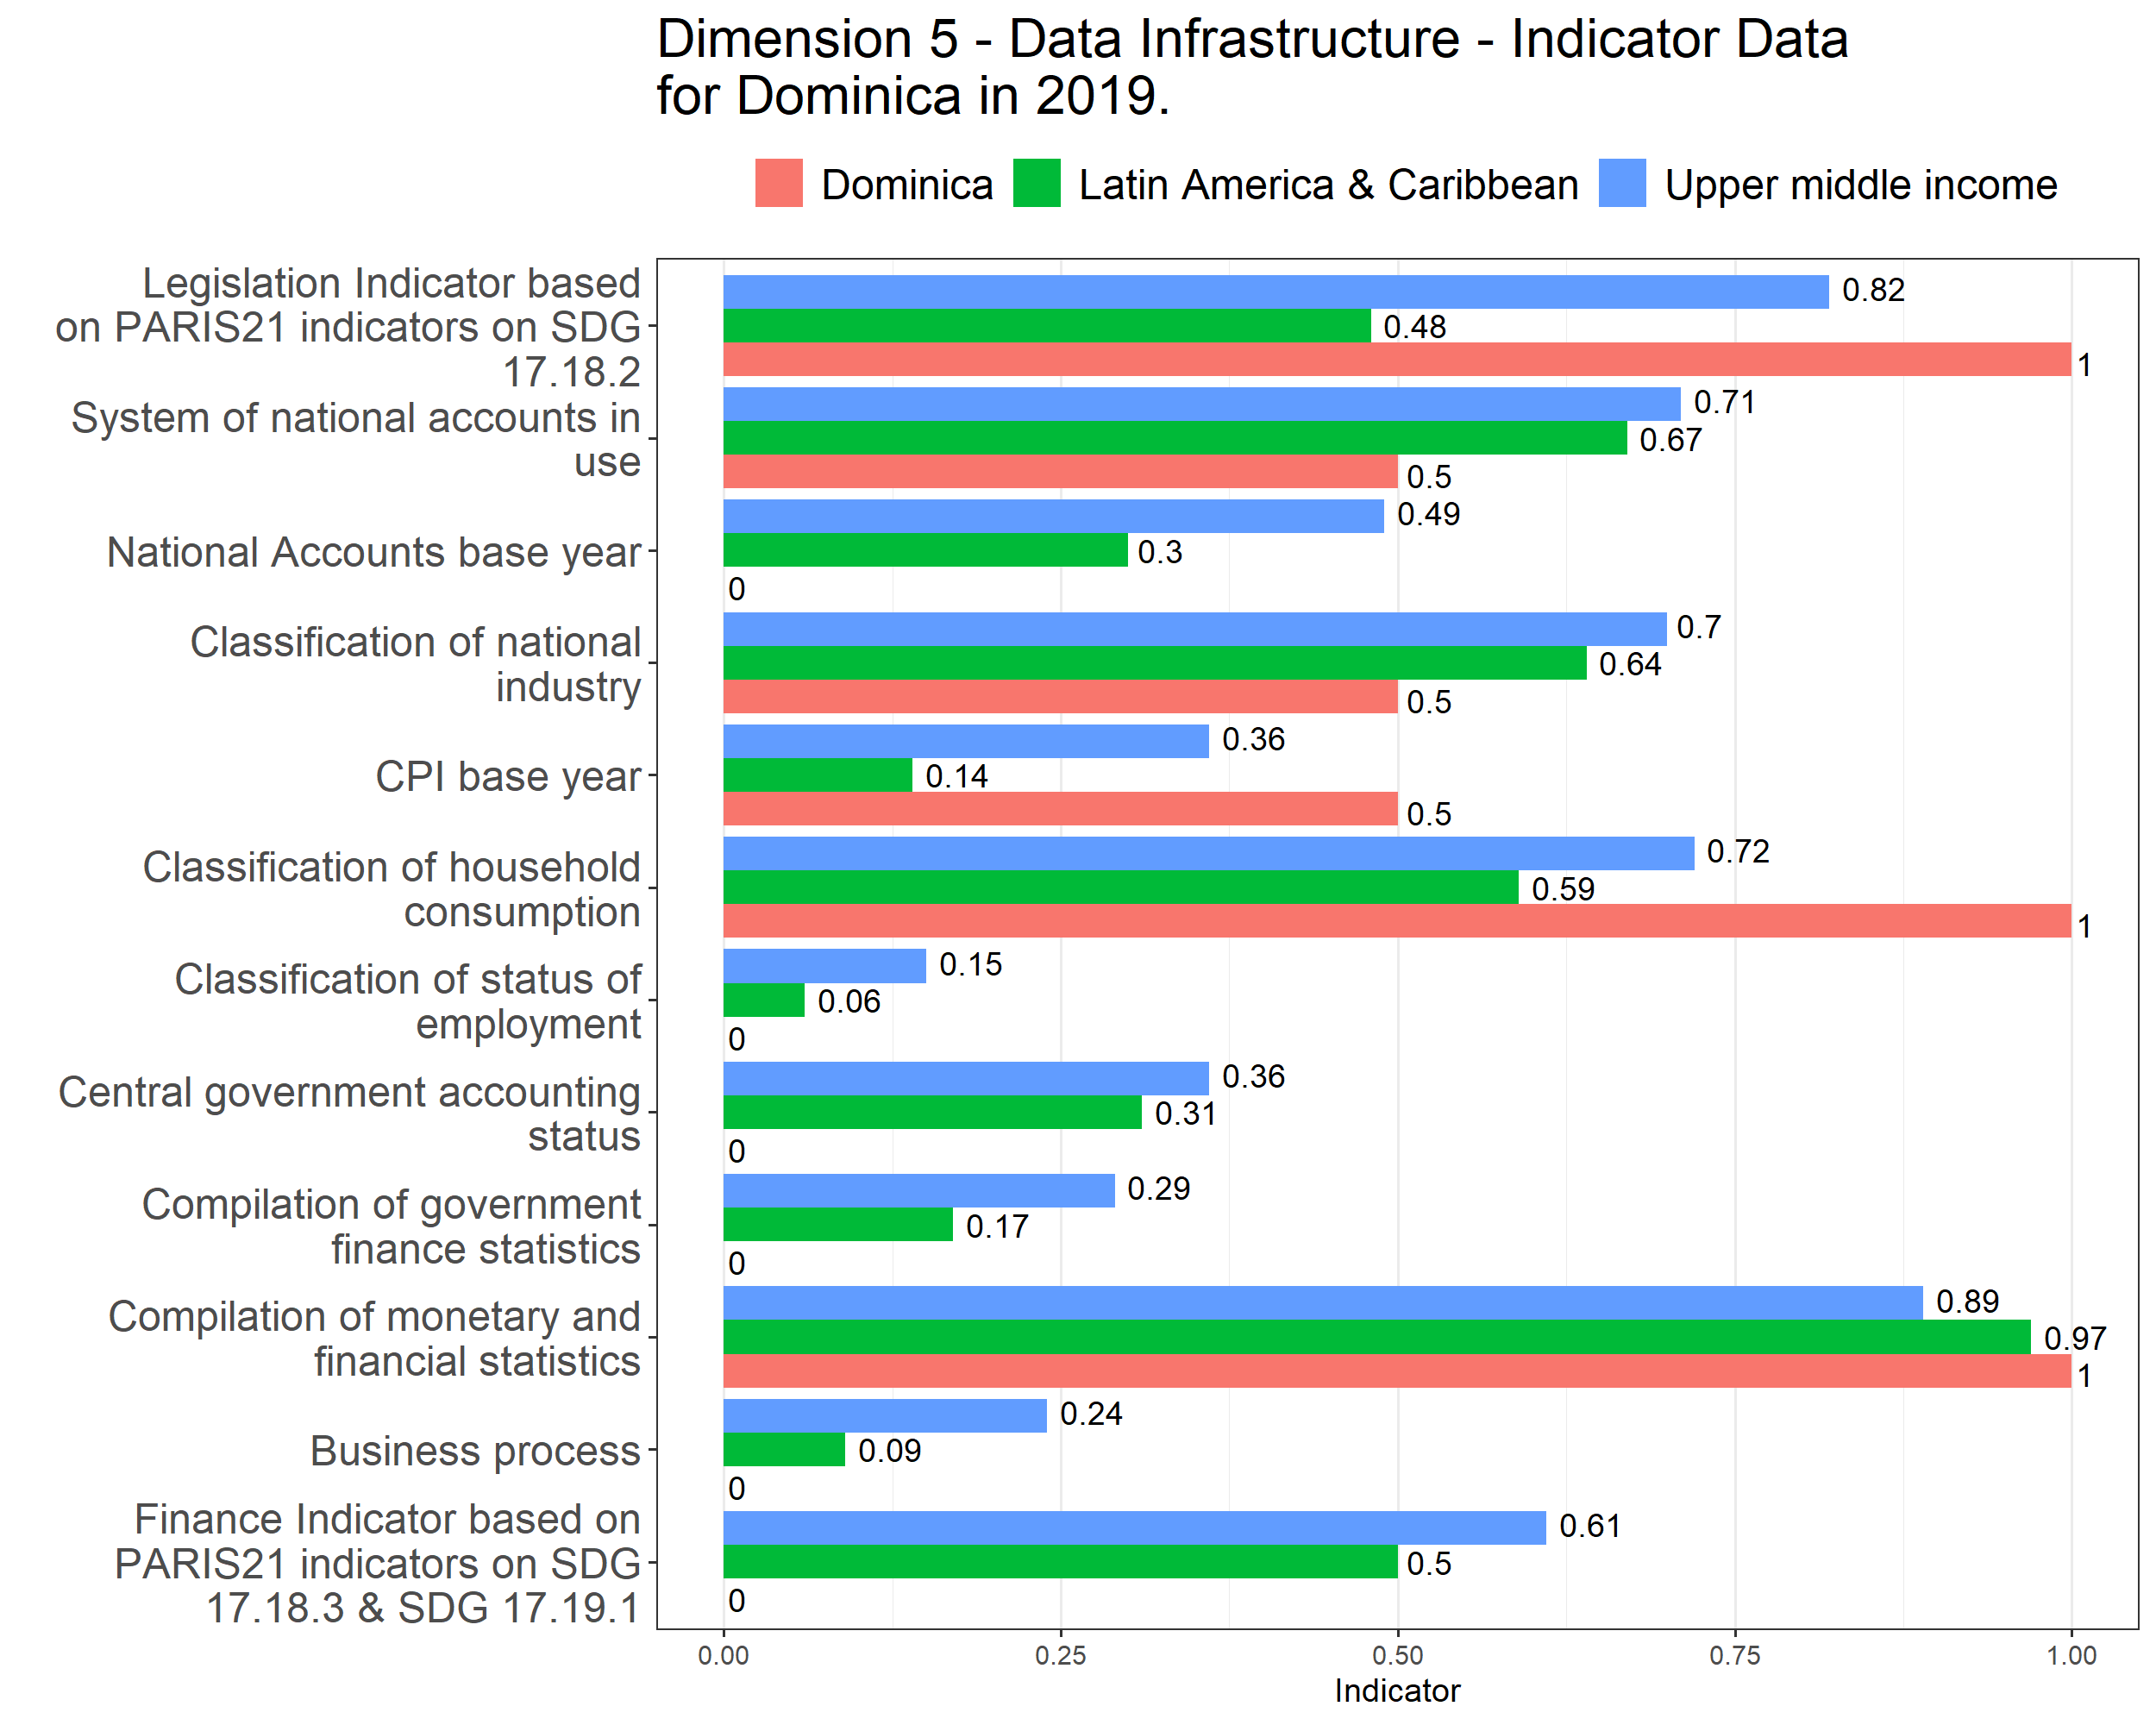 Dimension 5 - Data Infrastructure - Indicator Data
for Dominica in 2019.
Dominica
Latin America & Caribbean
Upper middle income
Legislation Indicator based
on PARIS21 indicators on SDG
17.18.2
0.82
0.48
1
System of national accounts in
use
0.71
0.67
0.5
National Accounts base year
0.49
0.3
0
Classification of national
industry
0.7
0.64
0.5
CPI base year
0.36
0.14
0.5
Classification of household
consumption
0.72
0.59
1
Classification of status of
employment
0.15
0.06
0
Central government accounting
status
0.36
0.31
0
Compilation of government
finance statistics
0.29
0.17
0
Compilation of monetary and
financial statistics
0.89
0.97
1
Business process
0.24
0.09
0
Finance Indicator based on
PARIS21 indicators on SDG
17.18.3 & SDG 17.19.1
0.61
0.5
0
0.00
0.25
0.50
0.75
1.00
Indicator